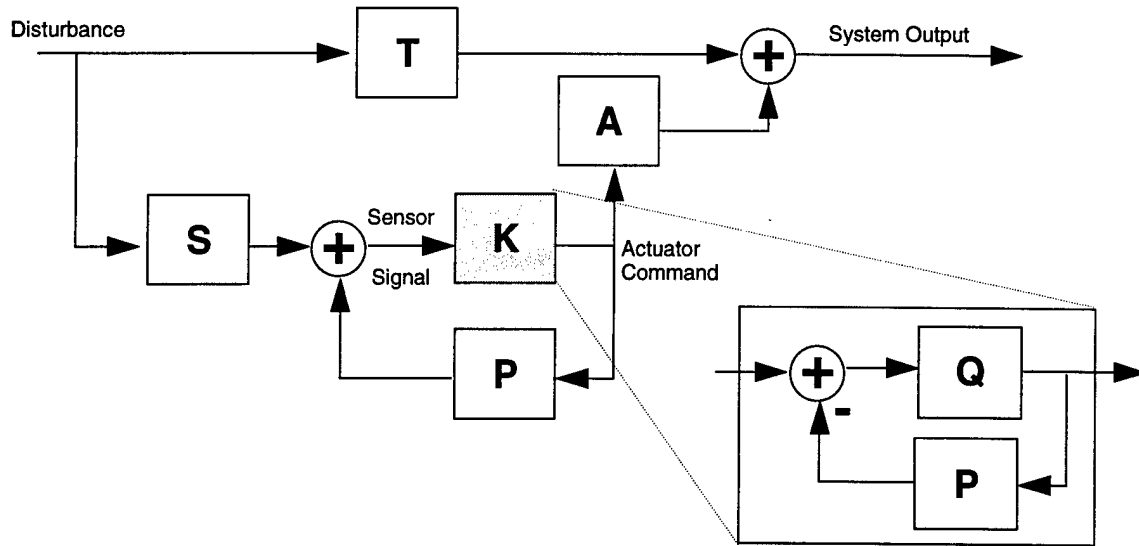 Disturbance
T
+
System Output
A
S
+
Sensor
Signal
K
Actuator
Command
P
+
-
Q
P